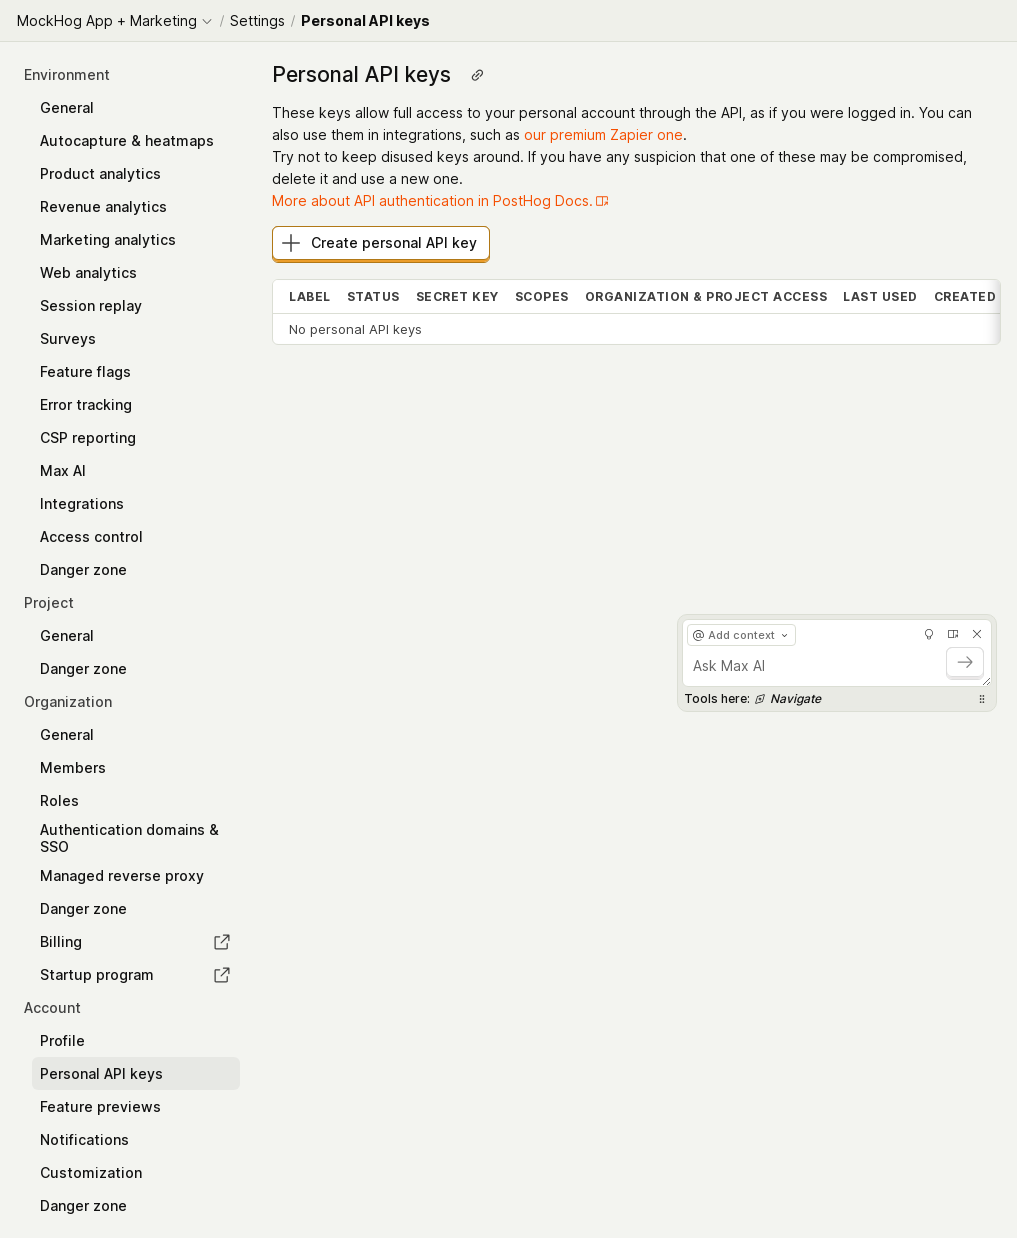 MockHog App + Marketing / Settings / Personal API keys
Environment
General
Autocapture & heatmaps
Product analytics
Revenue analytics
Marketing analytics
Web analytics
Session replay
Surveys
Feature flags
Error tracking
CSP reporting
Max AI
Integrations
Access control
Danger zone
Project
General
Danger zone
Organization
General
Members
Roles
Authentication domains &
SSO
Managed reverse proxy
Danger zone
Billing
Startup program
Account
Profile
Personal API keys
Feature previews
Notifications
Customization
Danger zone
Personal API keys
These keys allow full access to your personal account through the API, as if you were logged in. You can
also use them in integrations, such as our premium Zapier one.
Try not to keep disused keys around. If you have any suspicion that one of these may be compromised,
delete it and use a new one.
More about API authentication in PostHog Docs.
Create personal API key
LABEL STATUS SECRET KEY SCOPES ORGANIZATION & PROJECT ACCESS LAST USED CREATED
No personal API keys
@ Add context
Ask Max AI
Tools here: Navigate